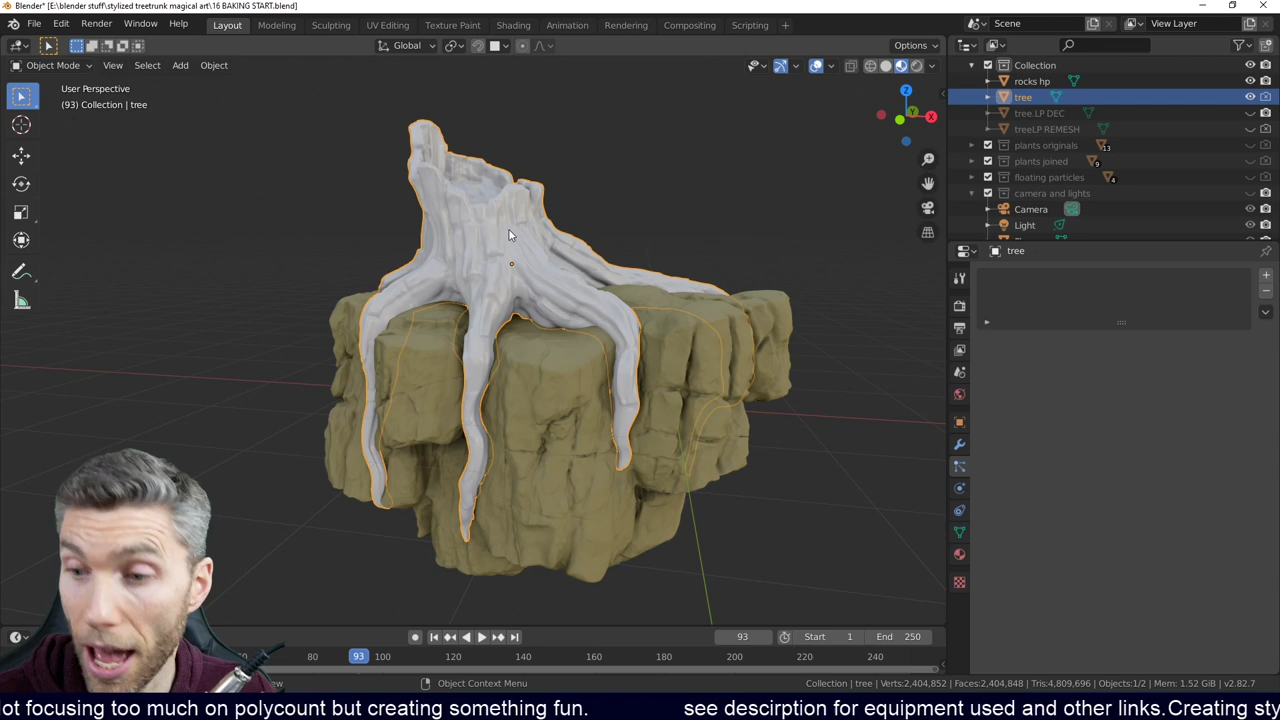 Blender* [E:\blender stuff\stylized treetrunk magical art\16 BAKING START.blend]
File Edit Render Window Help Layout Modeling Sculpting UV Editing Texture Paint Shading Animation Rendering Compositing Scripting + Scene View Layer
Global Options
Object Mode View Select Add Object
User Perspective
(93) Collection | tree
Z
Y
X
Collection
rocks hp
tree
tree.LP DEC
treeLP REMESH
plants originals 13
plants joined 9
floating particles 4
camera and lights
Camera
Light
tree
93 Start 1 End 250
80 93 100 120 140 160 180 200 220 240
Object Context Menu
Collection | tree | Verts:2,404,852 | Faces:2,404,848 | Tris:4,809,696 | Objects:1/2 | Mem: 1.52 GiB | v2.82.7
ot focusing too much on polycount but creating something fun. see descirption for equipment used and other links.Creating sty